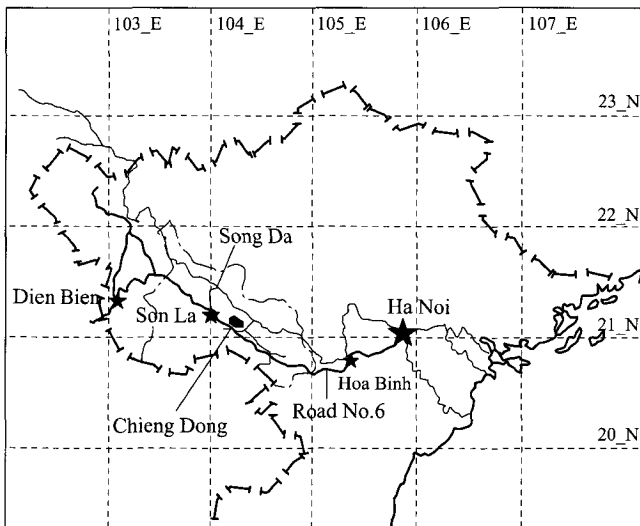 103_E 104_E 105_E 106_E 107_E
23_N
22_N
Song Da
Dien Bien
Son La
Ha Noi
21_N
Hoa Binh
Chieng Dong
Road No.6
20_N